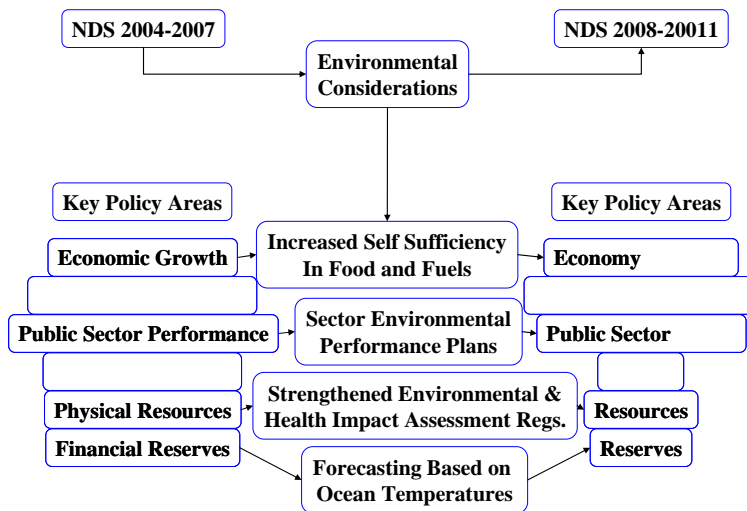 NDS 2004-2007
NDS 2008-20011
Environmental
Considerations
Key Policy Areas
Key Policy Areas
Economic Growth
Increased Self Sufficiency
In Food and Fuels
Economy
Public Sector Performance
Sector Environmental
Performance Plans
Public Sector
Physical Resources
Strengthened Environmental &
Health Impact Assessment Regs.
Resources
Financial Reserves
Forecasting Based on
Ocean Temperatures
Reserves